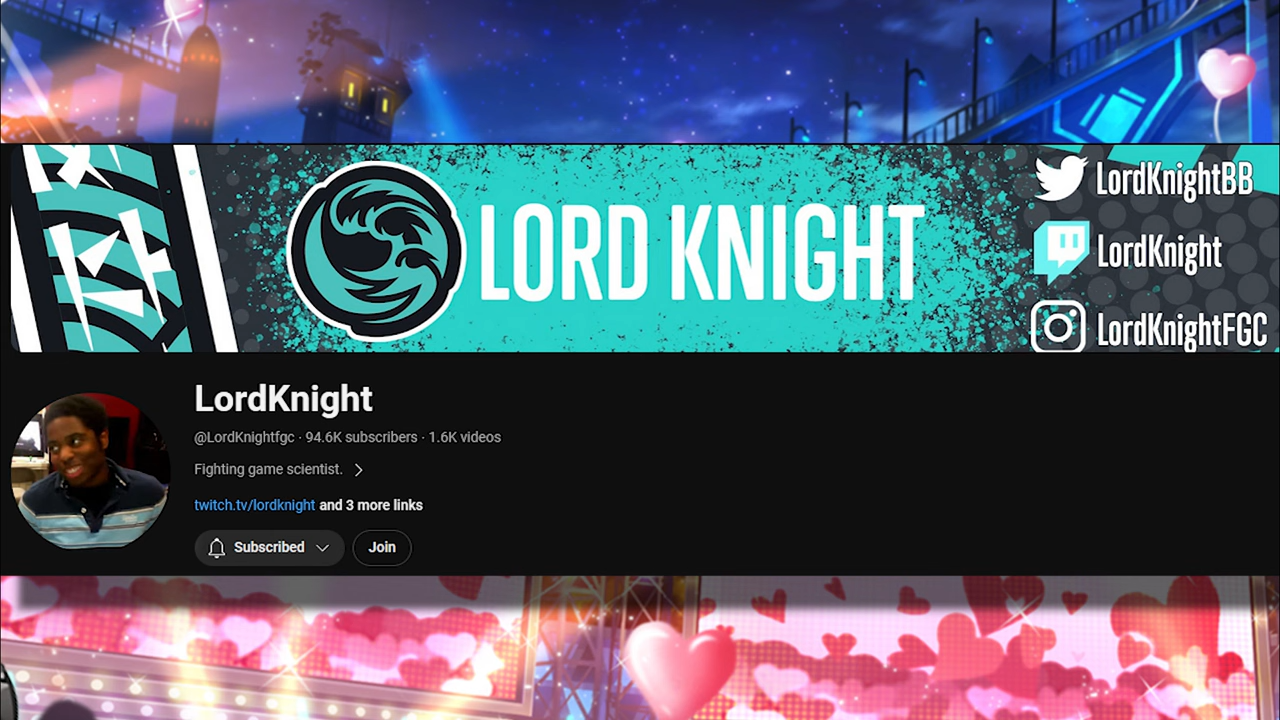 LORD KNIGHT
LordKnightBB
LordKnight
LordKnightFGC
LordKnight
@LordKnightfgc · 94.6K subscribers · 1.6K videos
Fighting game scientist.
twitch.tv/lordknight and 3 more links
Subscribed
Join